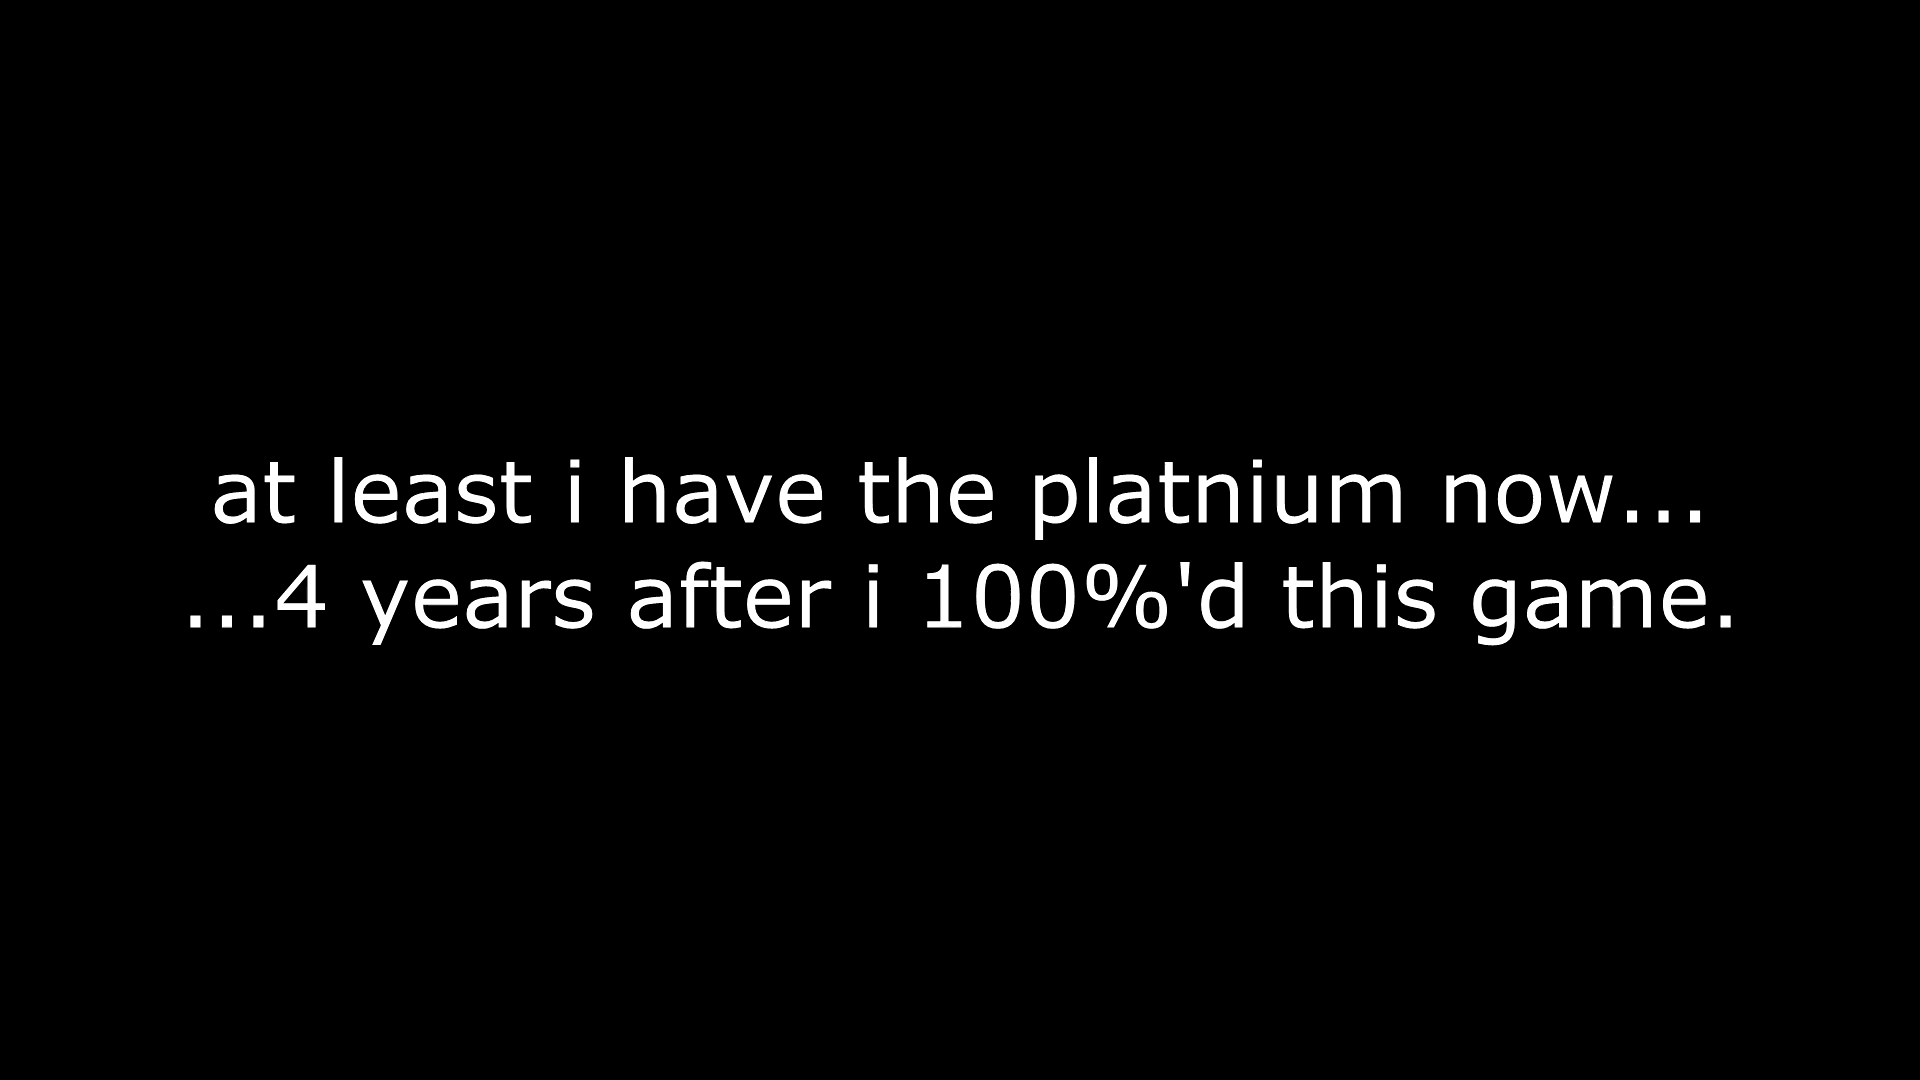 at least i have the platnium now...
...4 years after i 100%'d this game.